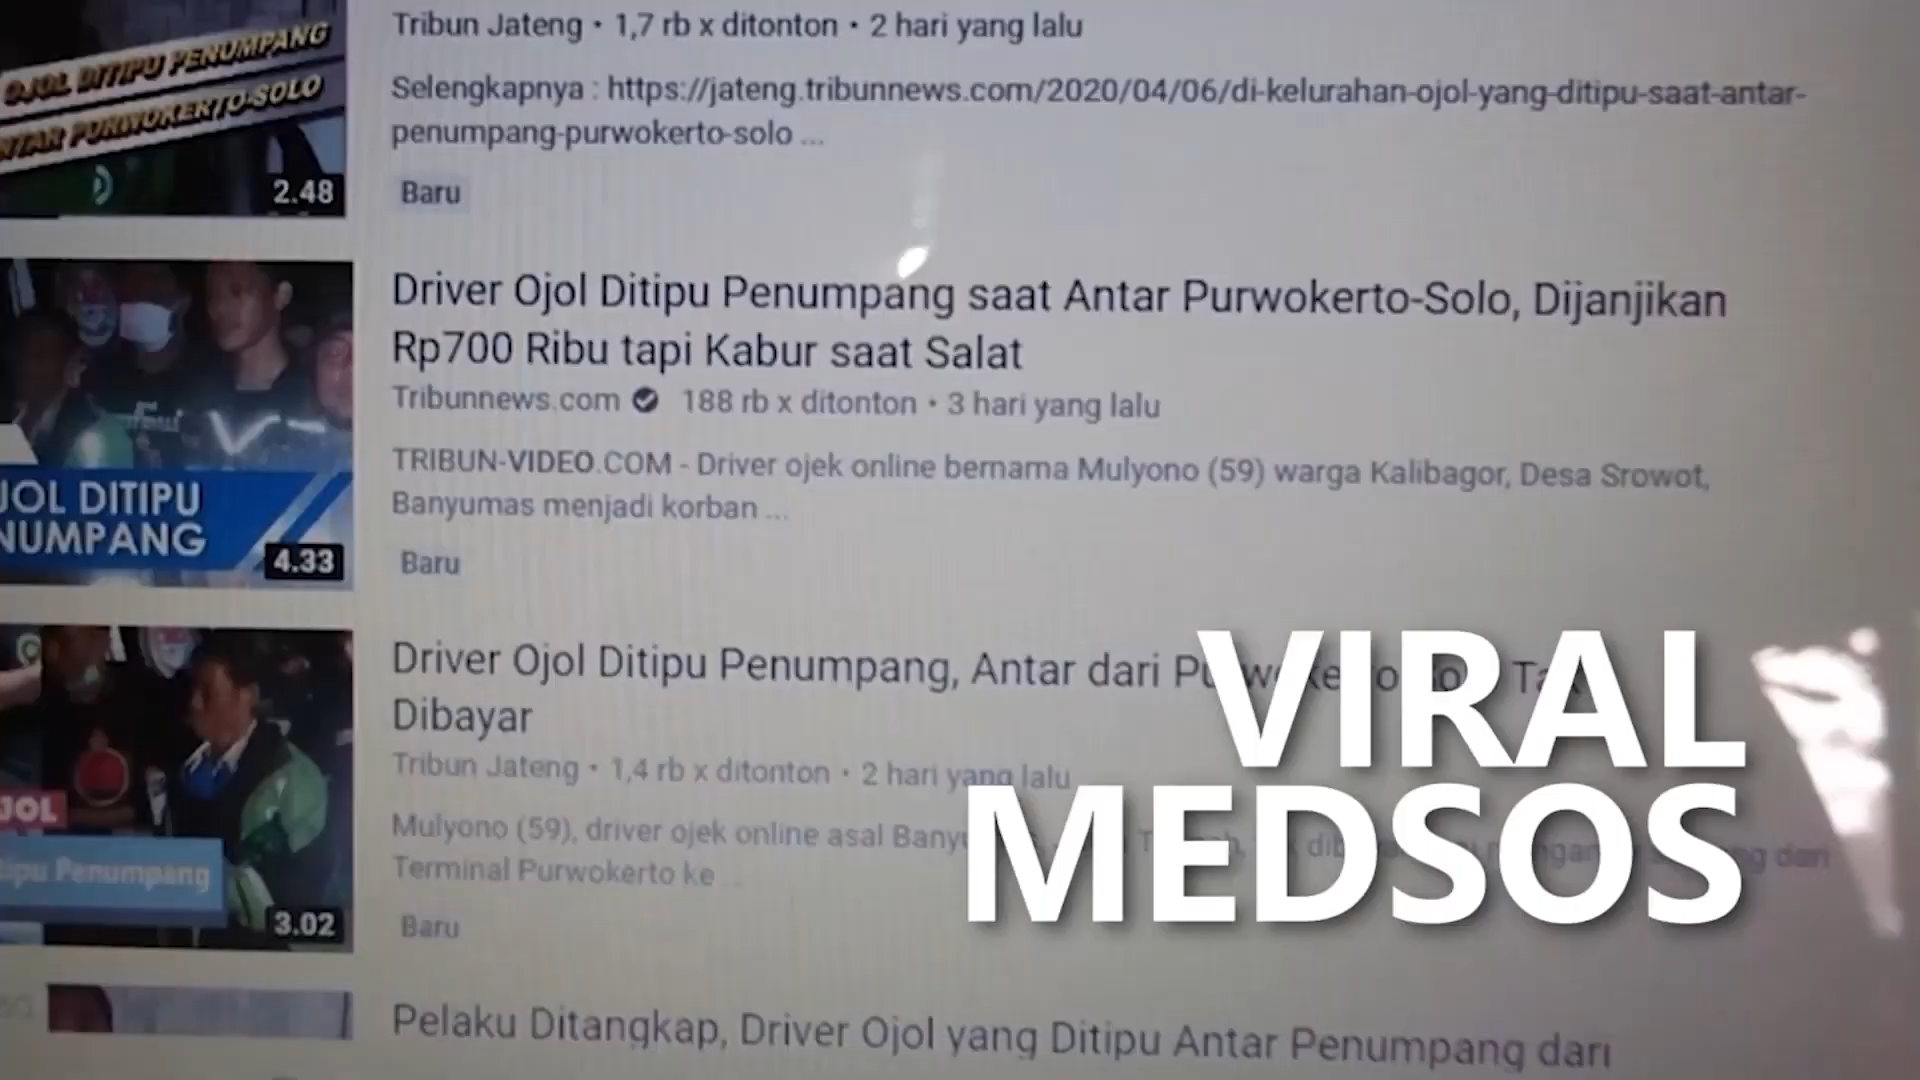 OJOL DITIPU PENUMPANG
ANTAR PURWOKERTO-SOLO
2.48
Tribun Jateng • 1,7 rb x ditonton • 2 hari yang lalu
Selengkapnya : https://jateng.tribunnews.com/2020/04/06/di-kelurahan-ojol-yang-ditipu-saat-antar-
penumpang-purwokerto-solo ...
Baru
JOL DITIPU
NUMPANG
4.33
Driver Ojol Ditipu Penumpang saat Antar Purwokerto-Solo, Dijanjikan
Rp700 Ribu tapi Kabur saat Salat
Tribunnews.com 188 rb x ditonton • 3 hari yang lalu
TRIBUN-VIDEO.COM - Driver ojek online bernama Mulyono (59) warga Kalibagor, Desa Srowot,
Banyumas menjadi korban ...
Baru
JOL
tipu Penumpang
3.02
Driver Ojol Ditipu Penumpang, Antar dari
Dibayar
Tribun Jateng • 1,4 rb x ditonton • 2 hari yang lalu
Mulyono (59), driver ojek online asal
Terminal Purwokerto ke ...
Baru
VIRAL
MEDSOS
Pelaku Ditangkap, Driver Ojol yang Ditipu Antar Penumpang dari